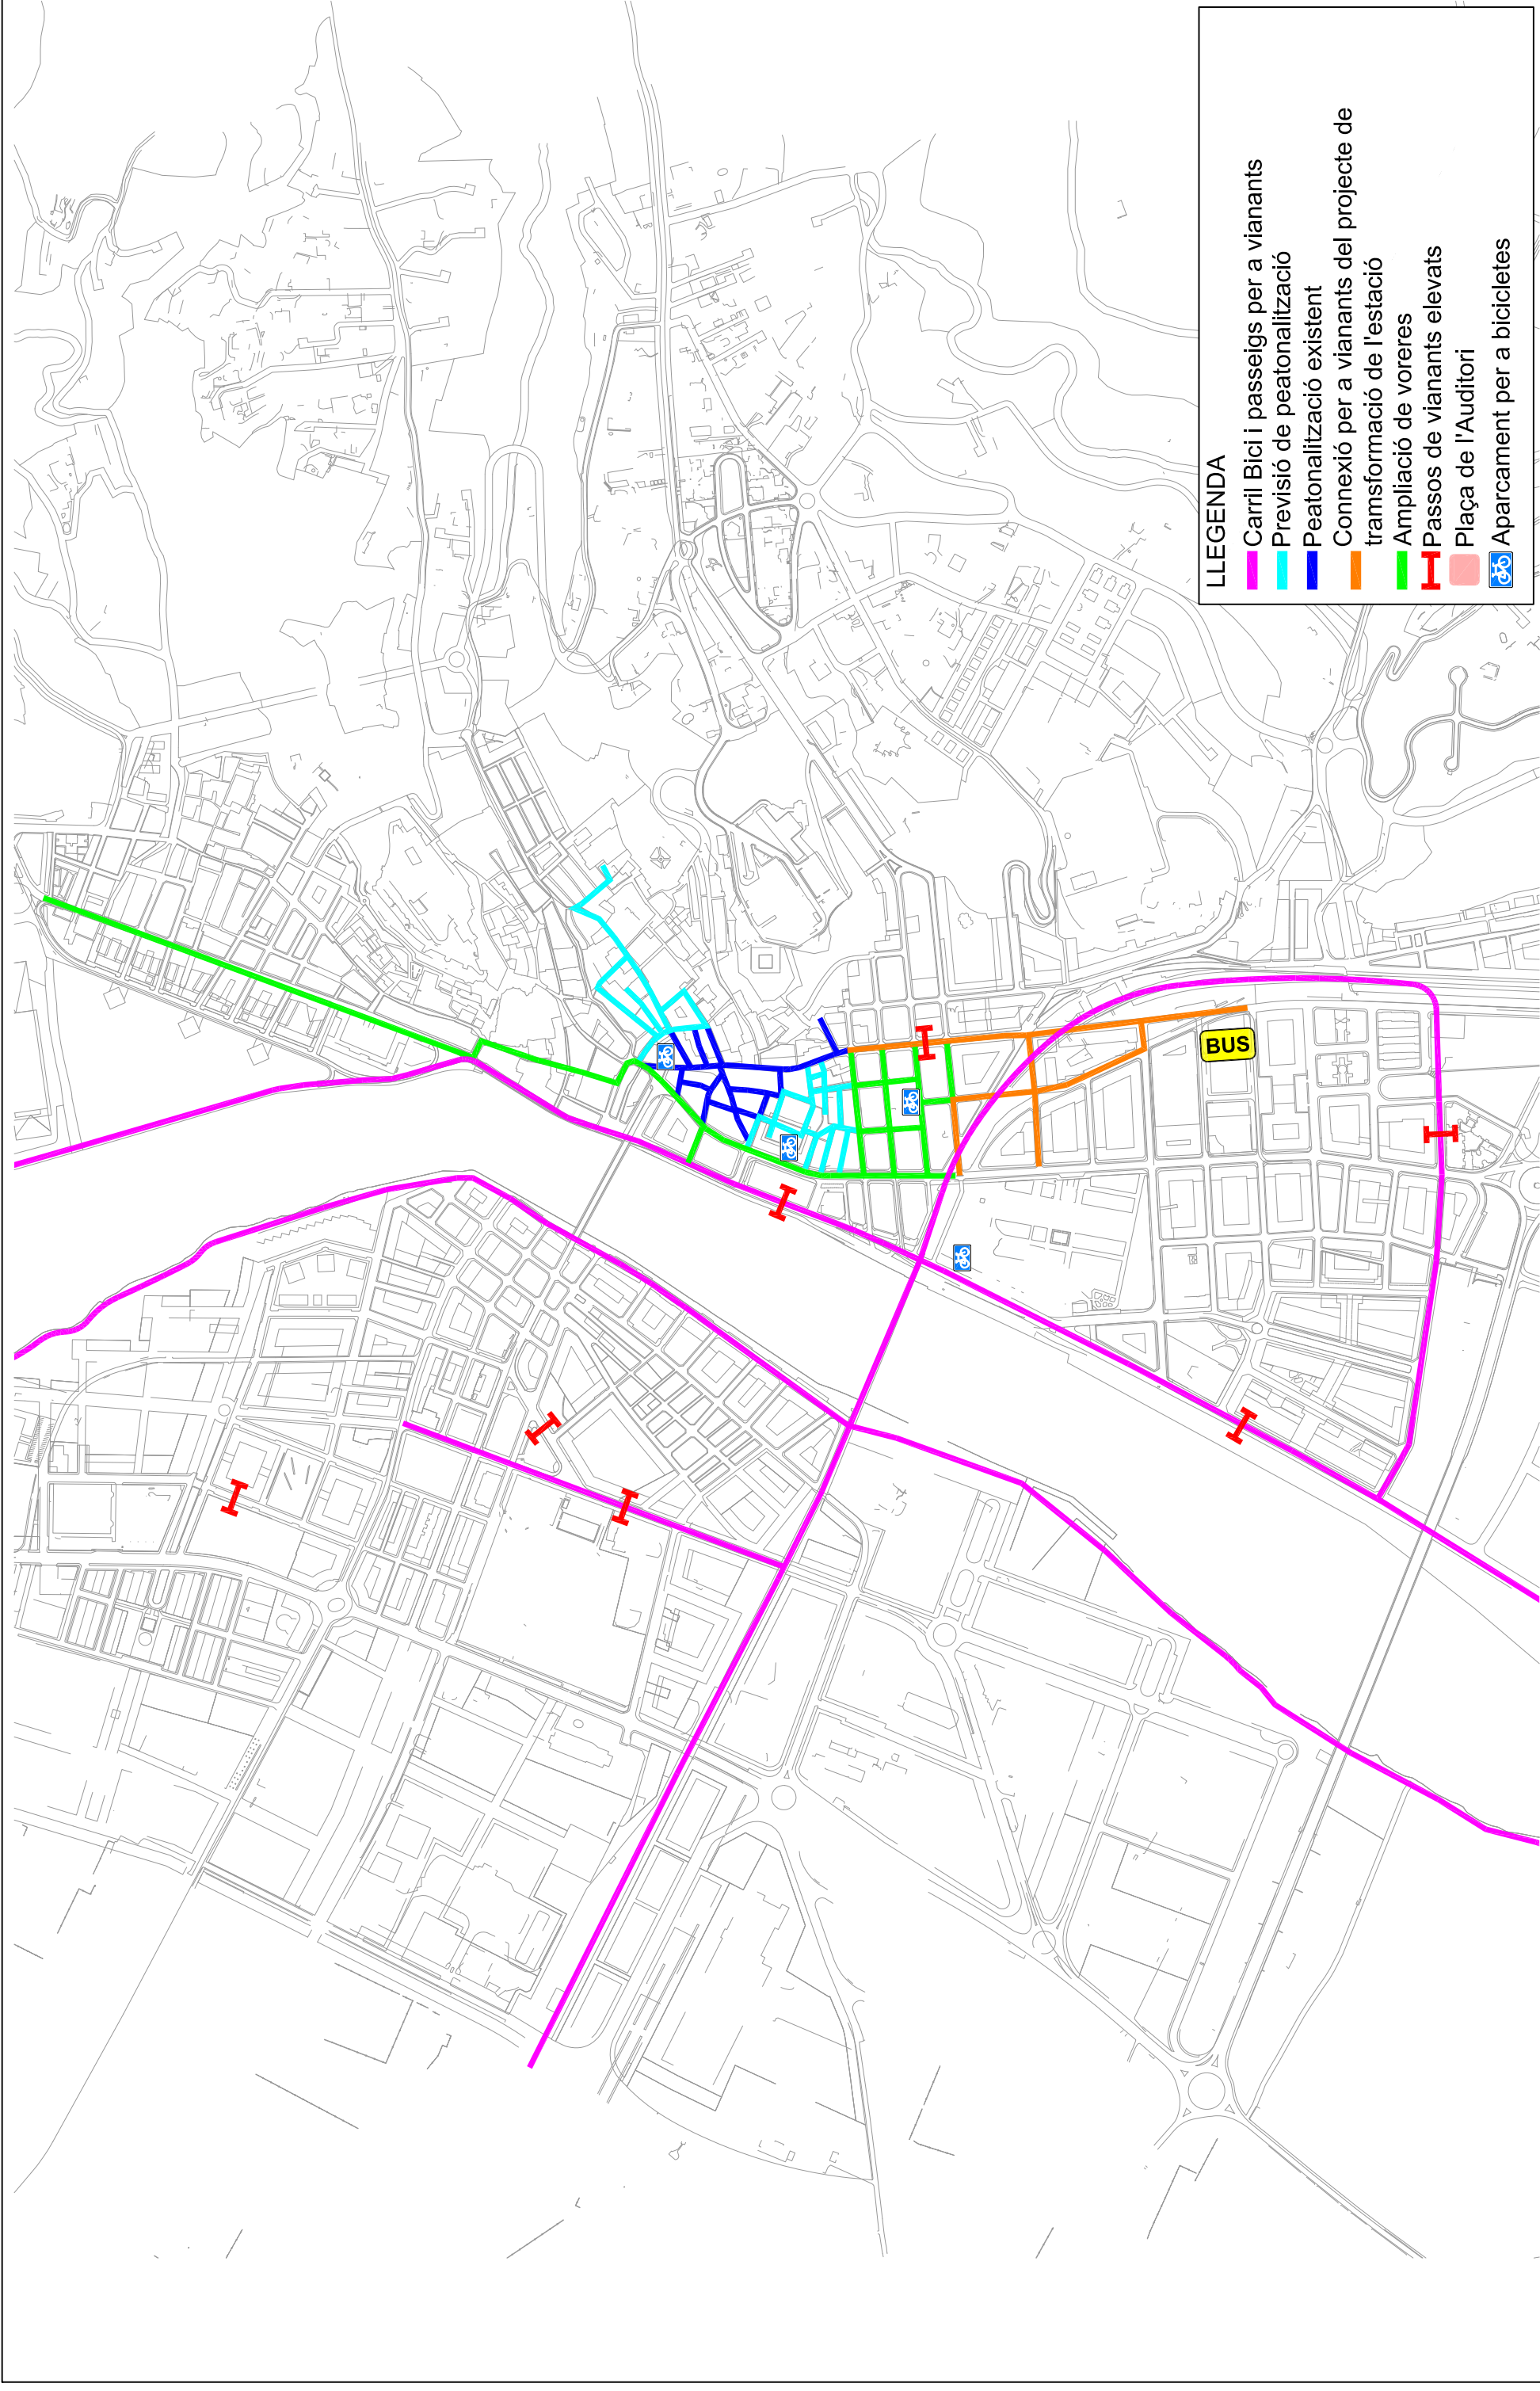 LLEGENDA
Carril Bici i passeigs per a vianants
Previsió de peatonalització
Peatonalització existent
Connexió per a vianants del projecte de
tramsformació de l'estació
Ampliació de voreres
Passos de vianants elevats
Plaça de l'Auditori
Aparcament per a bicicletes
BUS